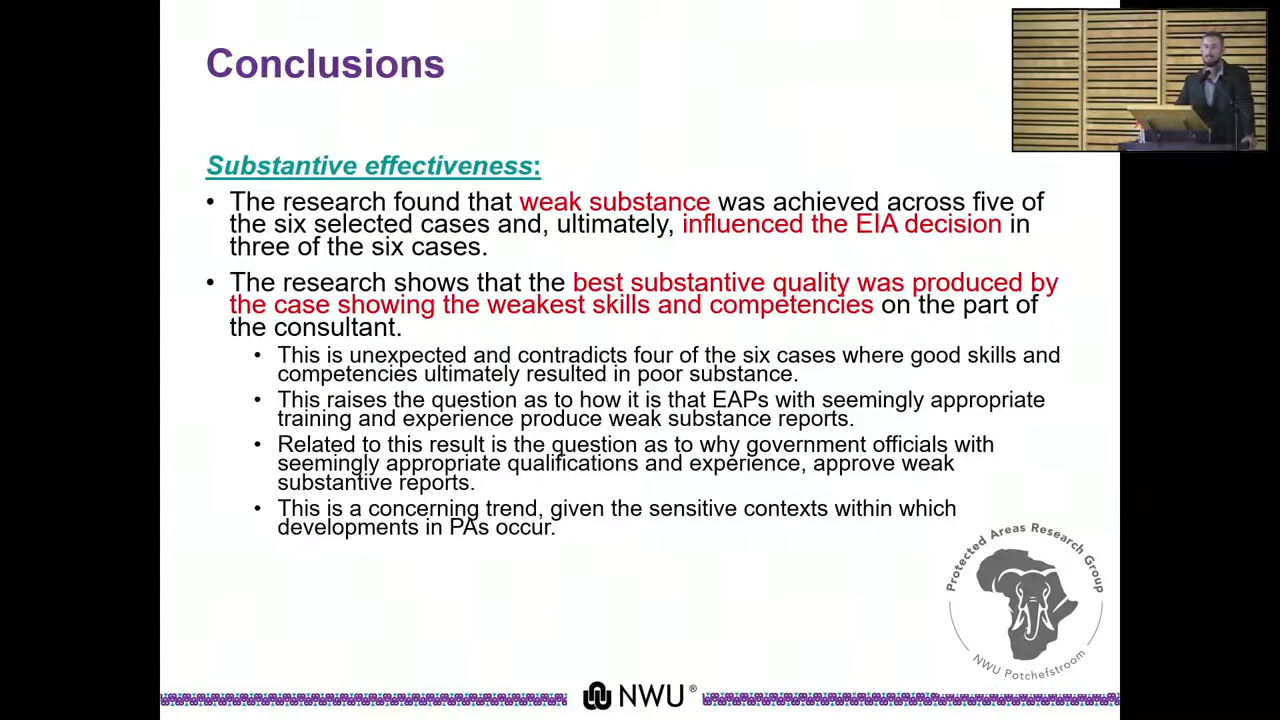 Conclusions
Substantive effectiveness:
• The research found that weak substance was achieved across five of
the six selected cases and, ultimately, influenced the EIA decision in
three of the six cases.
• The research shows that the best substantive quality was produced by
the case showing the weakest skills and competencies on the part of
the consultant.
• This is unexpected and contradicts four of the six cases where good skills and
competencies ultimately resulted in poor substance.
• This raises the question as to how it is that EAPs with seemingly appropriate
training and experience produce weak substance reports.
• Related to this result is the question as to why government officials with
seemingly appropriate qualifications and experience, approve weak
substantive reports.
• This is a concerning trend, given the sensitive contexts within which
developments in PAs occur.
Protected Areas Research Group
NWU Potchefstroom
NWU®